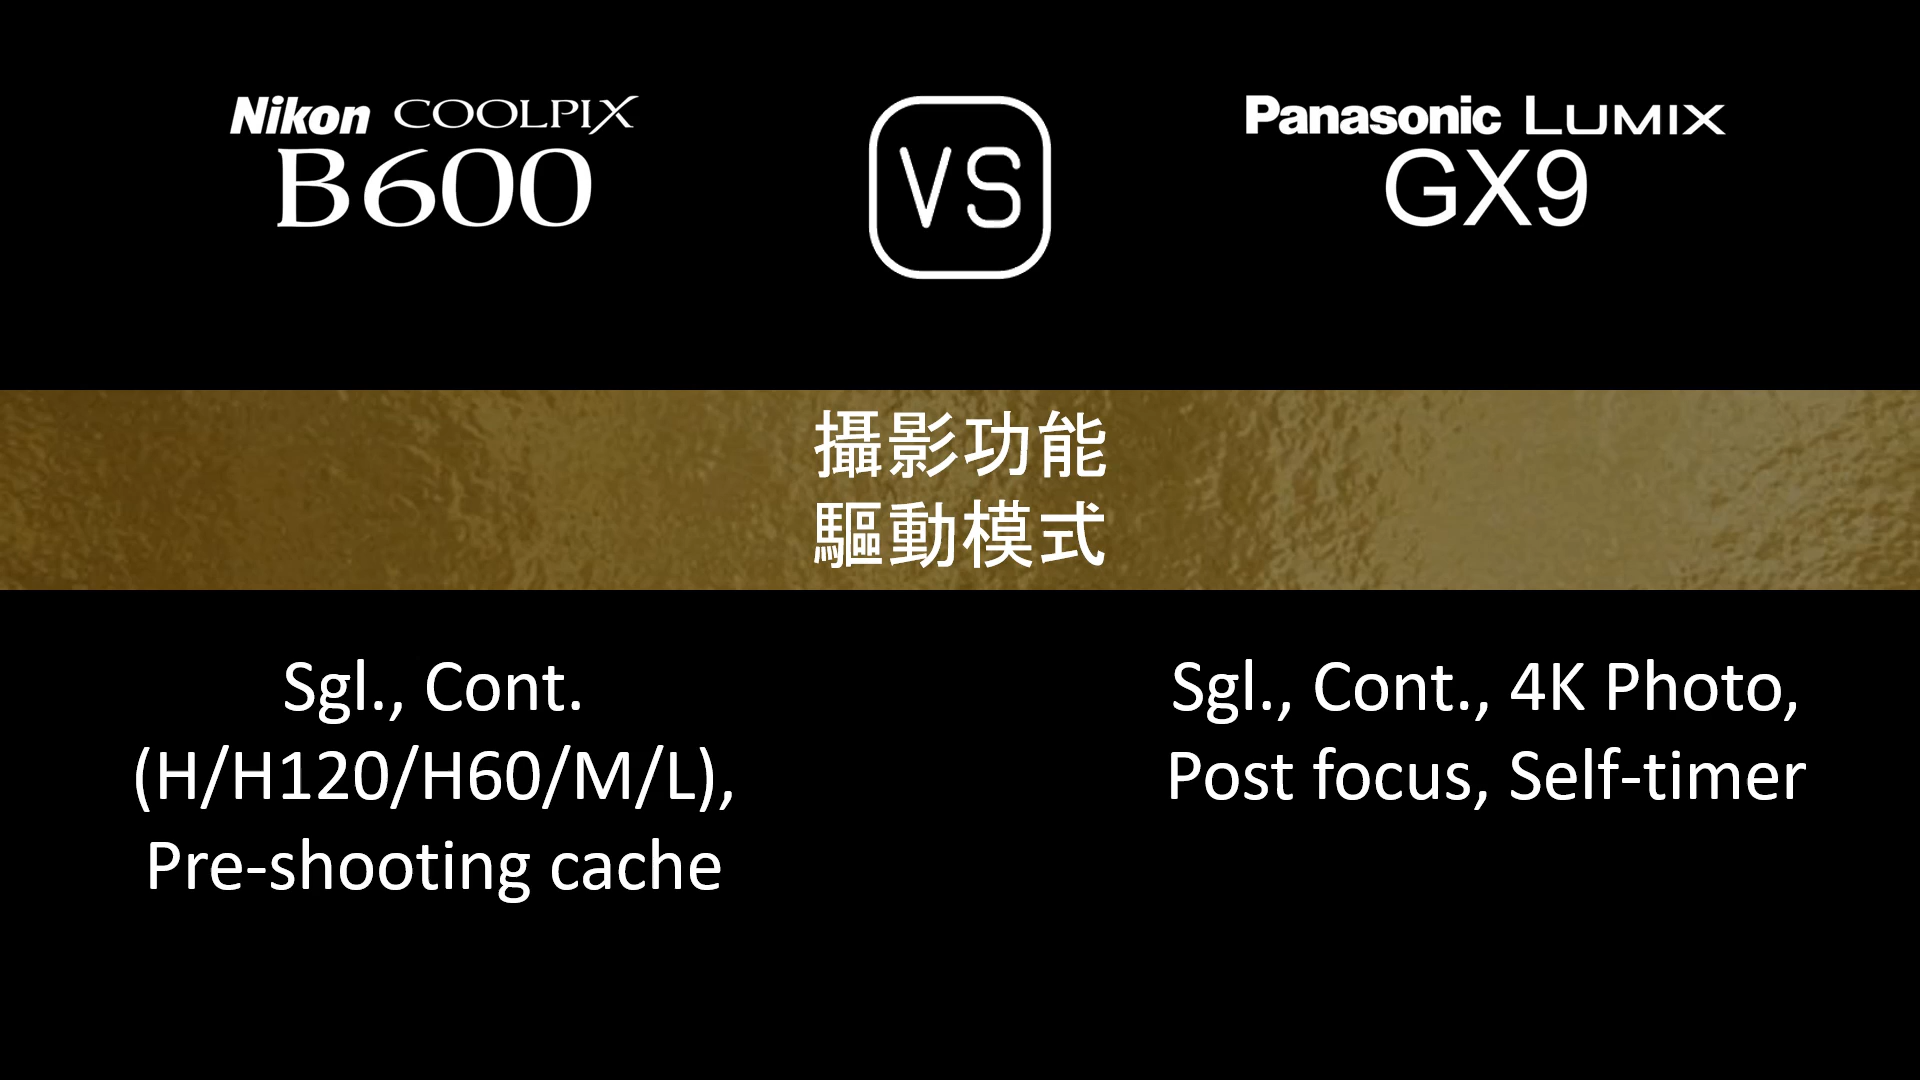 Nikon COOLPIX
B600
VS
Panasonic LUMIX
GX9
攝影功能
驅動模式
Sgl., Cont.
(H/H120/H60/M/L),
Pre-shooting cache
Sgl., Cont., 4K Photo,
Post focus, Self-timer